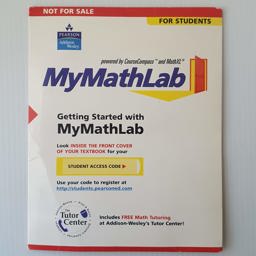 NOT FOR SALE
FOR STUDENTS
PEARSON
Addison
Wesley
powered by CourseCompass™ and MathXL®
MyMathLab
Getting Started with
MyMathLab
Look INSIDE THE FRONT COVER
OF YOUR TEXTBOOK for your
STUDENT ACCESS CODE
Use your code to register at
http://students.pearsoned.com
The
Tutor
Center
Includes FREE Math Tutoring
at Addison-Wesley's Tutor Center!